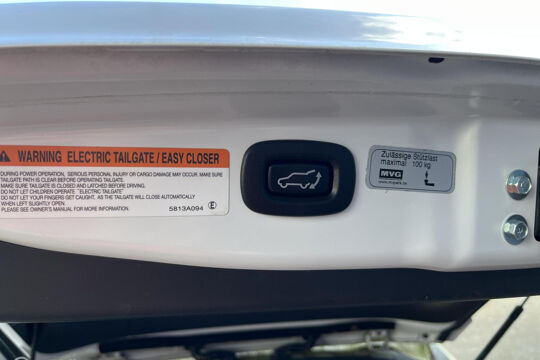 WARNING ELECTRIC TAILGATE / EASY CLOSER
DURING POWER OPERATION, SERIOUS PERSONAL INJURY OR CARGO DAMAGE MAY OCCUR. MAKE SURE
TAILGATE PATH IS CLEAR BEFORE OPERATING TAILGATE.
MAKE SURE TAILGATE IS CLOSED AND LATCHED BEFORE DRIVING.
DO NOT LET CHILDREN OPERATE "ELECTRIC TAILGATE".
DO NOT LET YOUR FINGERS GET CAUGHT, AS THE TAILGATE WILL CLOSE AUTOMATICALLY
WHEN LEFT SLIGHTLY OPEN.
PLEASE SEE OWNER'S MANUAL FOR MORE INFORMATION.
5813A094 E
Zulässige Stützlast
maximal 100 kg
MVG